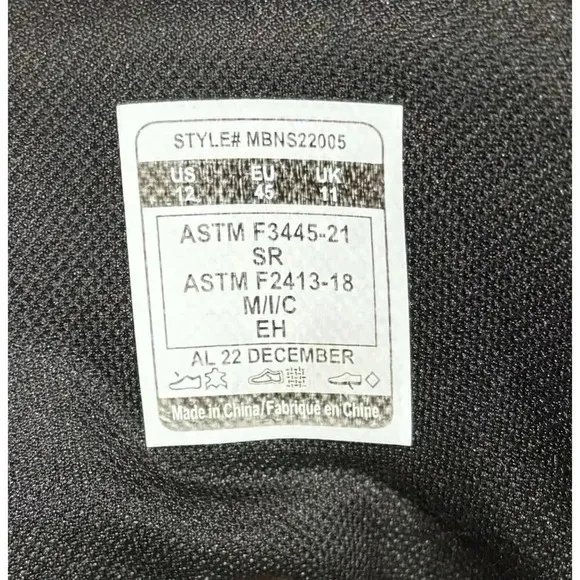 STYLE# MBNS22005
US EU UK
12 45 11
ASTM F3445-21
SR
ASTM F2413-18
M/I/C
EH
AL 22 DECEMBER
Made in China/Fabriqué en Chine